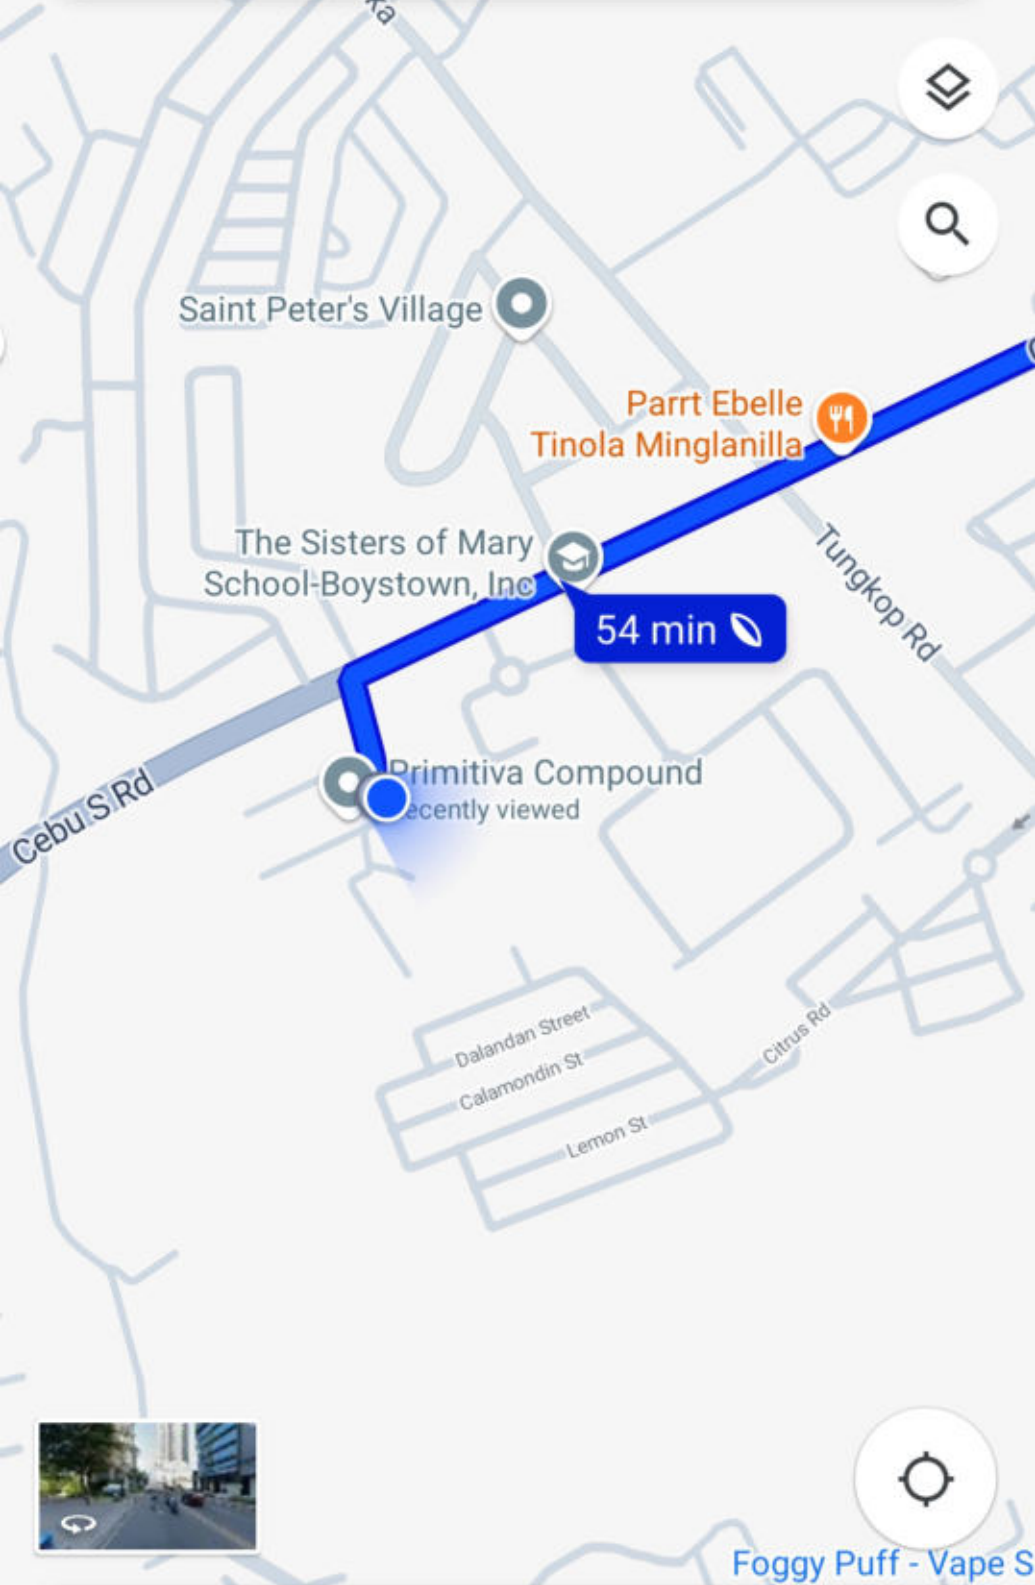 ka
Saint Peter's Village
Parrt Ebelle
Tinola Minglanilla
The Sisters of Mary
School-Boystown, Inc
54 min
Tungkop Rd
Cebu S Rd
Primitiva Compound
ecently viewed
Dalandan Street
Calamondin St
Citrus Rd
Lemon St
Foggy Puff - Vape S